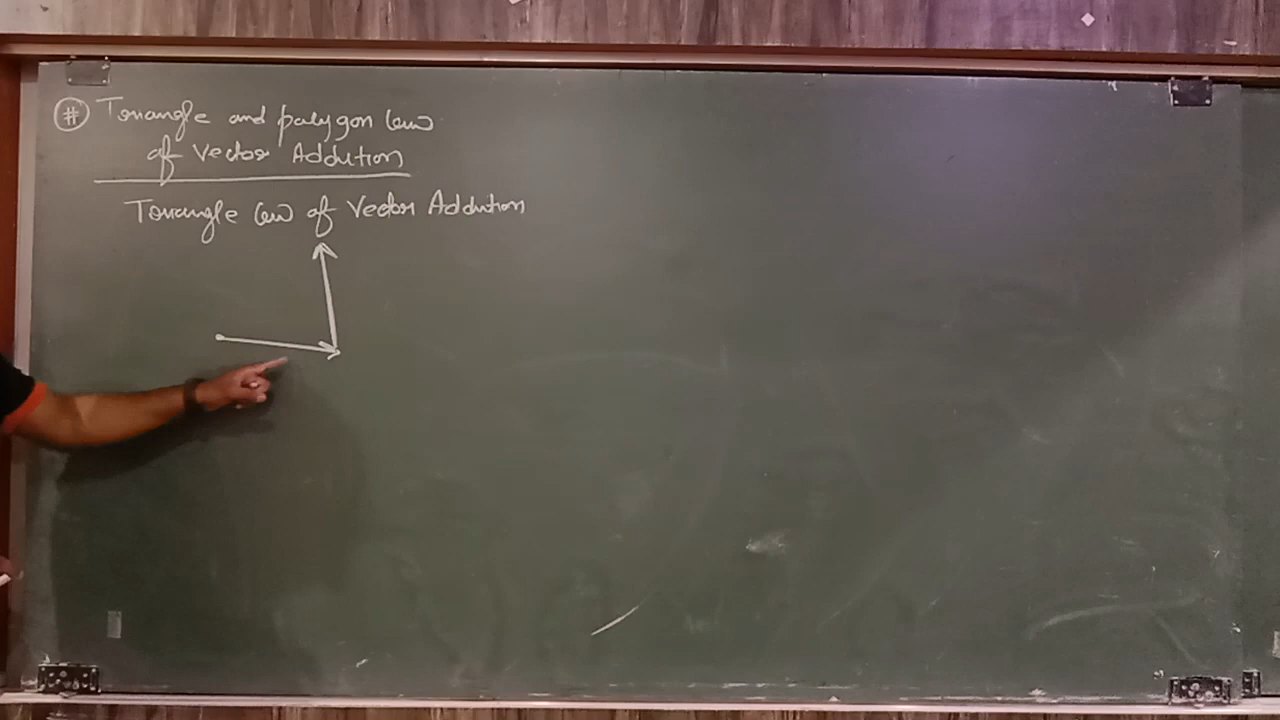 # Triangle and polygon law
of Vector Addition
Triangle law of Vector Addition